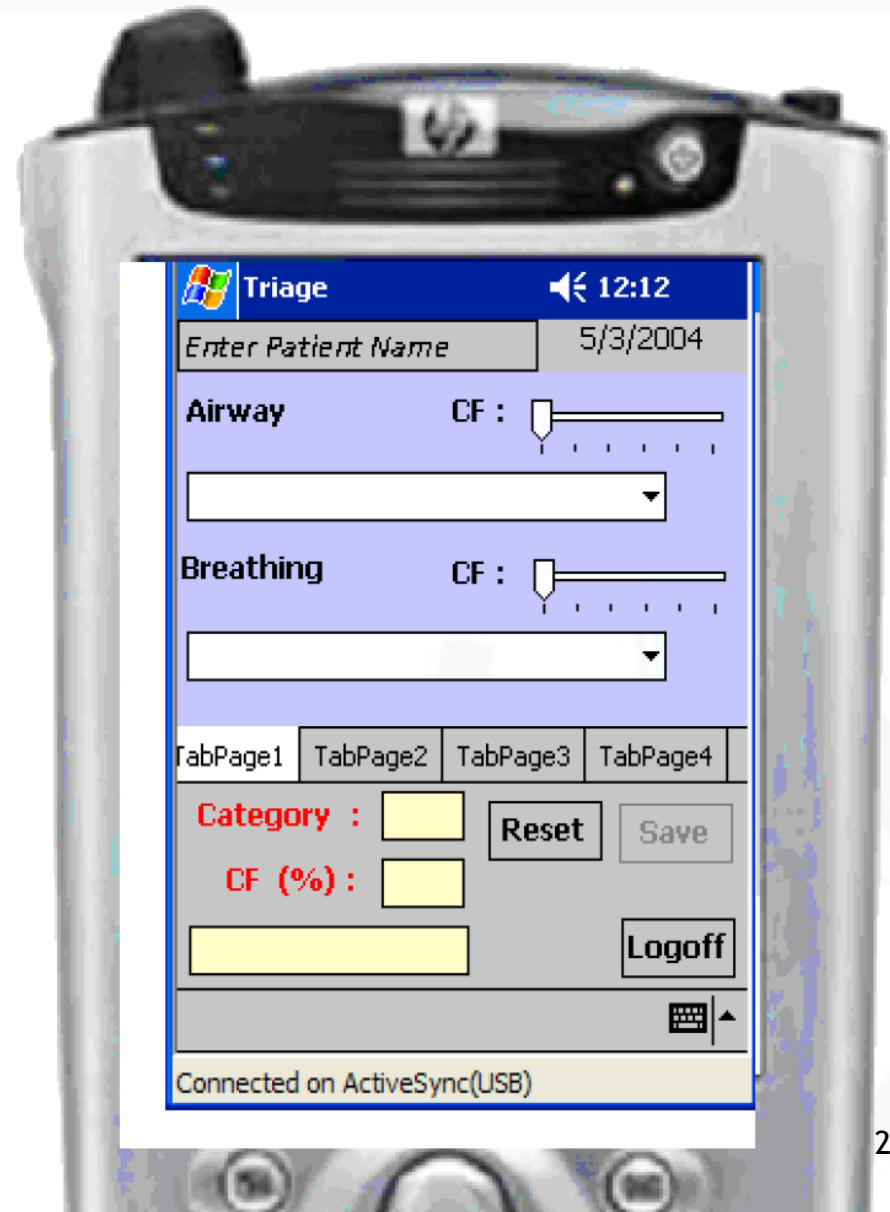 hp
Triage 12:12
Enter Patient Name 5/3/2004
Airway CF :
Breathing CF :
TabPage1 TabPage2 TabPage3 TabPage4
Category : Reset Save
CF (%) :
Logoff
Connected on ActiveSync(USB)
2